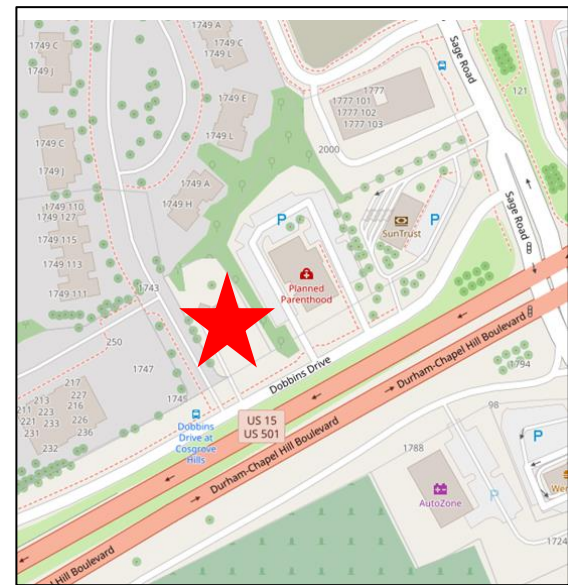 1749 A
1749 C
1749 C
1749 J
1749 L
1749 E
1749 L
1777
1777 101
1777 102
1777 103
Sage Road
121
2000
1749 C
1749 J
1749 A
1749 H
P
P
SunTrust
Sage Road
1749 110
1749 127
1749 115
1749 113
1749 111
1743
Planned
Parenthood
250
1747
1745
Dobbins Drive
Durham-Chapel Hill Boulevard
Durham-Chapel Hill Boulevard
1794
217
213
227
211
223
216
221
233
226
231
236
232
Dobbins
Drive at
Cosgrove
Hills
US 15
US 501
98
1788
P
P
AutoZone
1724
Durham-Chapel Hill Boulevard
Hill Boulevard